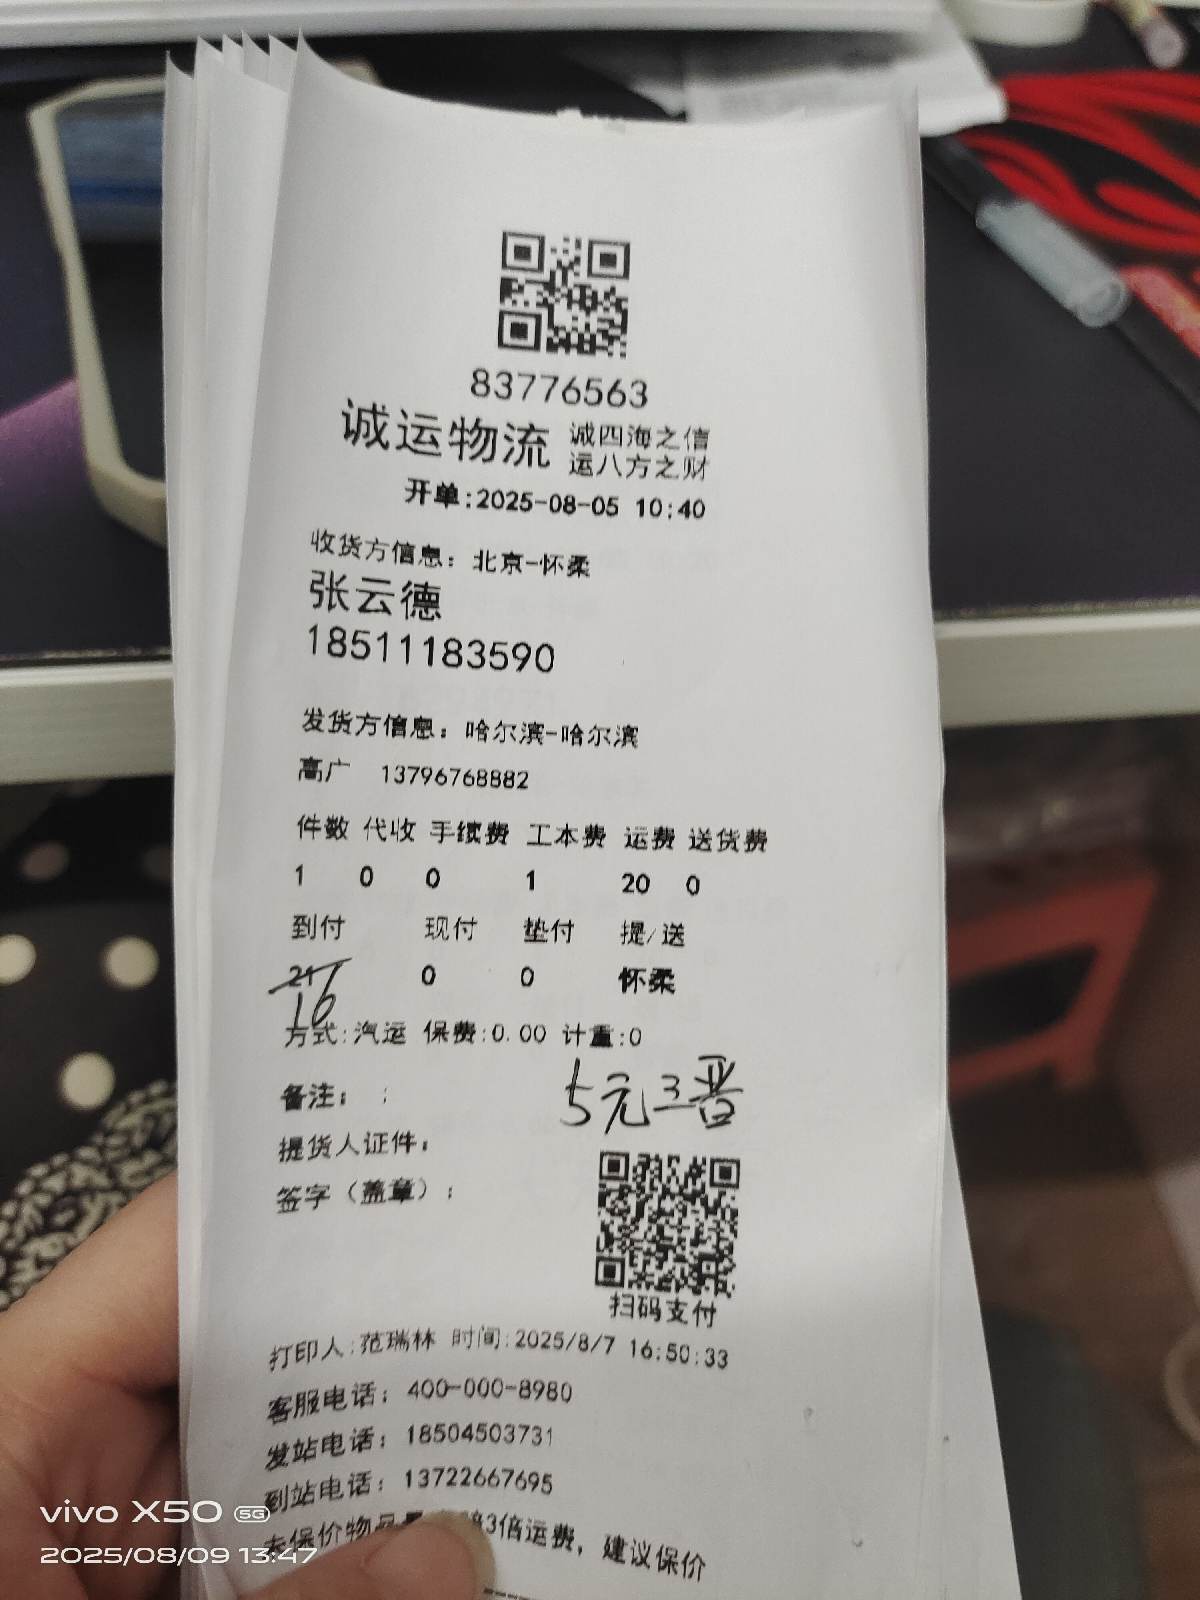 83776563
诚运物流 诚四海之信
运八方之财
开单:2025-08-05 10:40
收货方信息：北京-怀柔
张云德
18511183590
发货方信息：哈尔滨-哈尔滨
高广 13796768882
件数 代收 手续费 工本费 运费 送货费
1 0 0 1 20 0
到付 现付 垫付 提/送
21 0 0 怀柔
16
方式:汽运 保费:0.00 计重:0
备注： ;
5元
提货人证件：
签字（盖章）；
扫码支付
打印人:范瑞林 时间:2025/8/7 16:50:33
客服电话：400-000-8980
发站电话：18504503731
到站电话：13722667695
未保价物品 3倍运费，建议保价
vivo X50 5G
2025/08/09 13:47